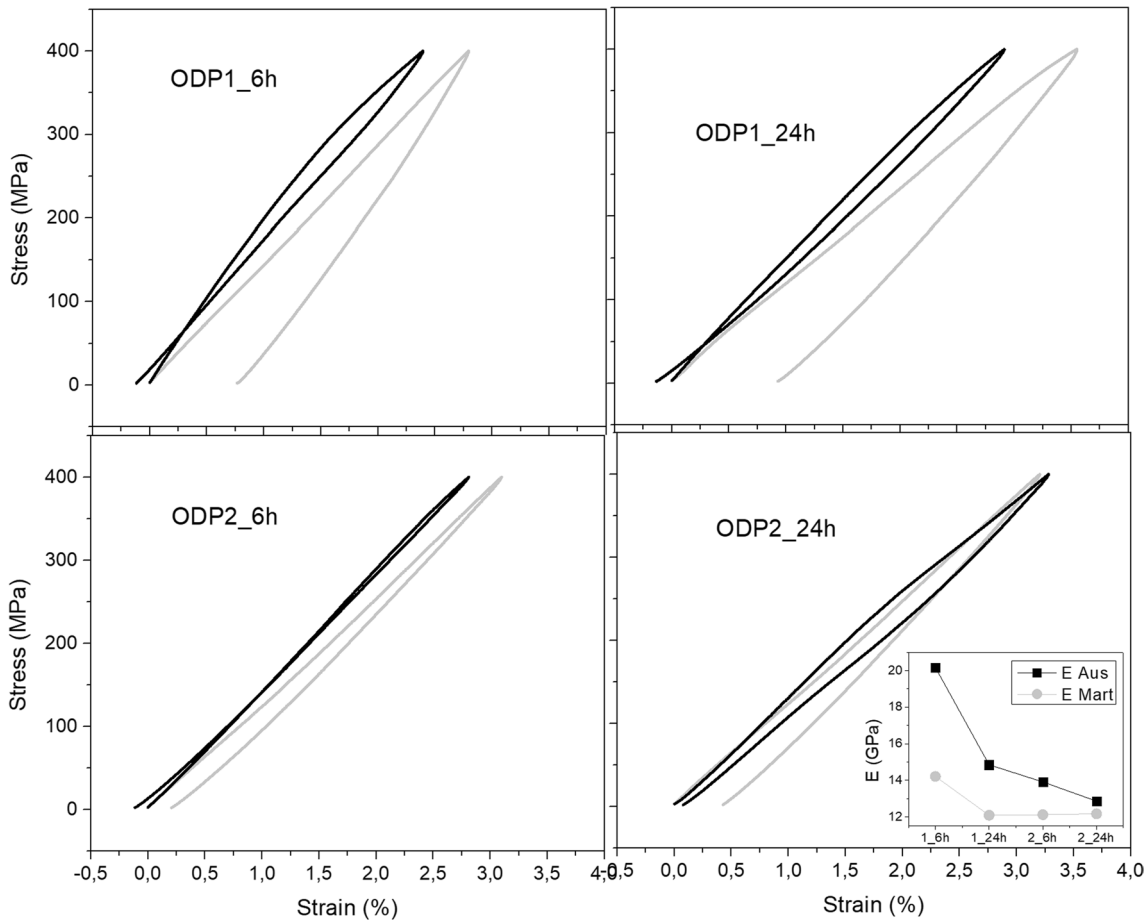 400
300
200
100
0
Stress (MPa)
ODP1_6h
ODP1_24h
400
300
200
100
0
Stress (MPa)
ODP2_6h
ODP2_24h
-0,5 0,0 0,5 1,0 1,5 2,0 2,5 3,0 3,5 4,0
Strain (%)
-0,5 0,0 0,5 1,0 1,5 2,0 2,5 3,0 3,5 4,0
Strain (%)
E Aus
E Mart
20
18
16
14
12
E (GPa)
1_6h 1_24h 2_6h 2_24h